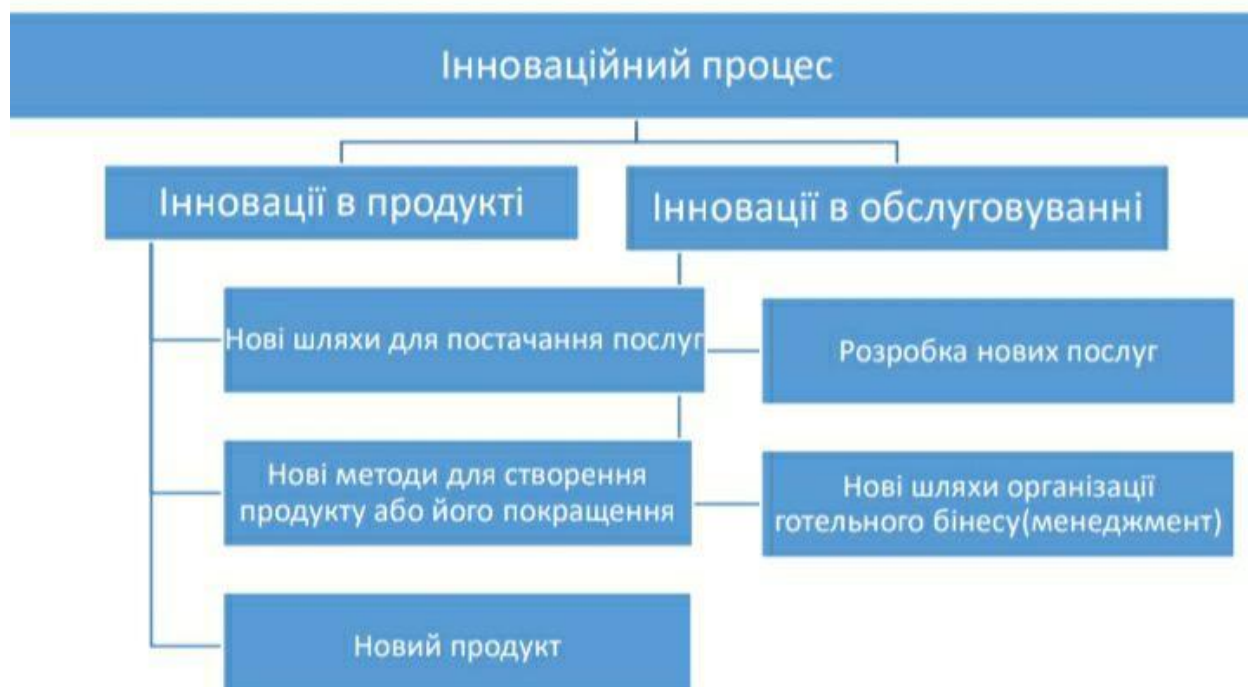 Інноваційний процес
Інновації в продукті
Інновації в обслуговуванні
Нові шляхи для постачання послуг
Розробка нових послуг
Нові методи для створення
продукту або його покращення
Нові шляхи організації
готельного бінесу(менеджмент)
Новий продукт